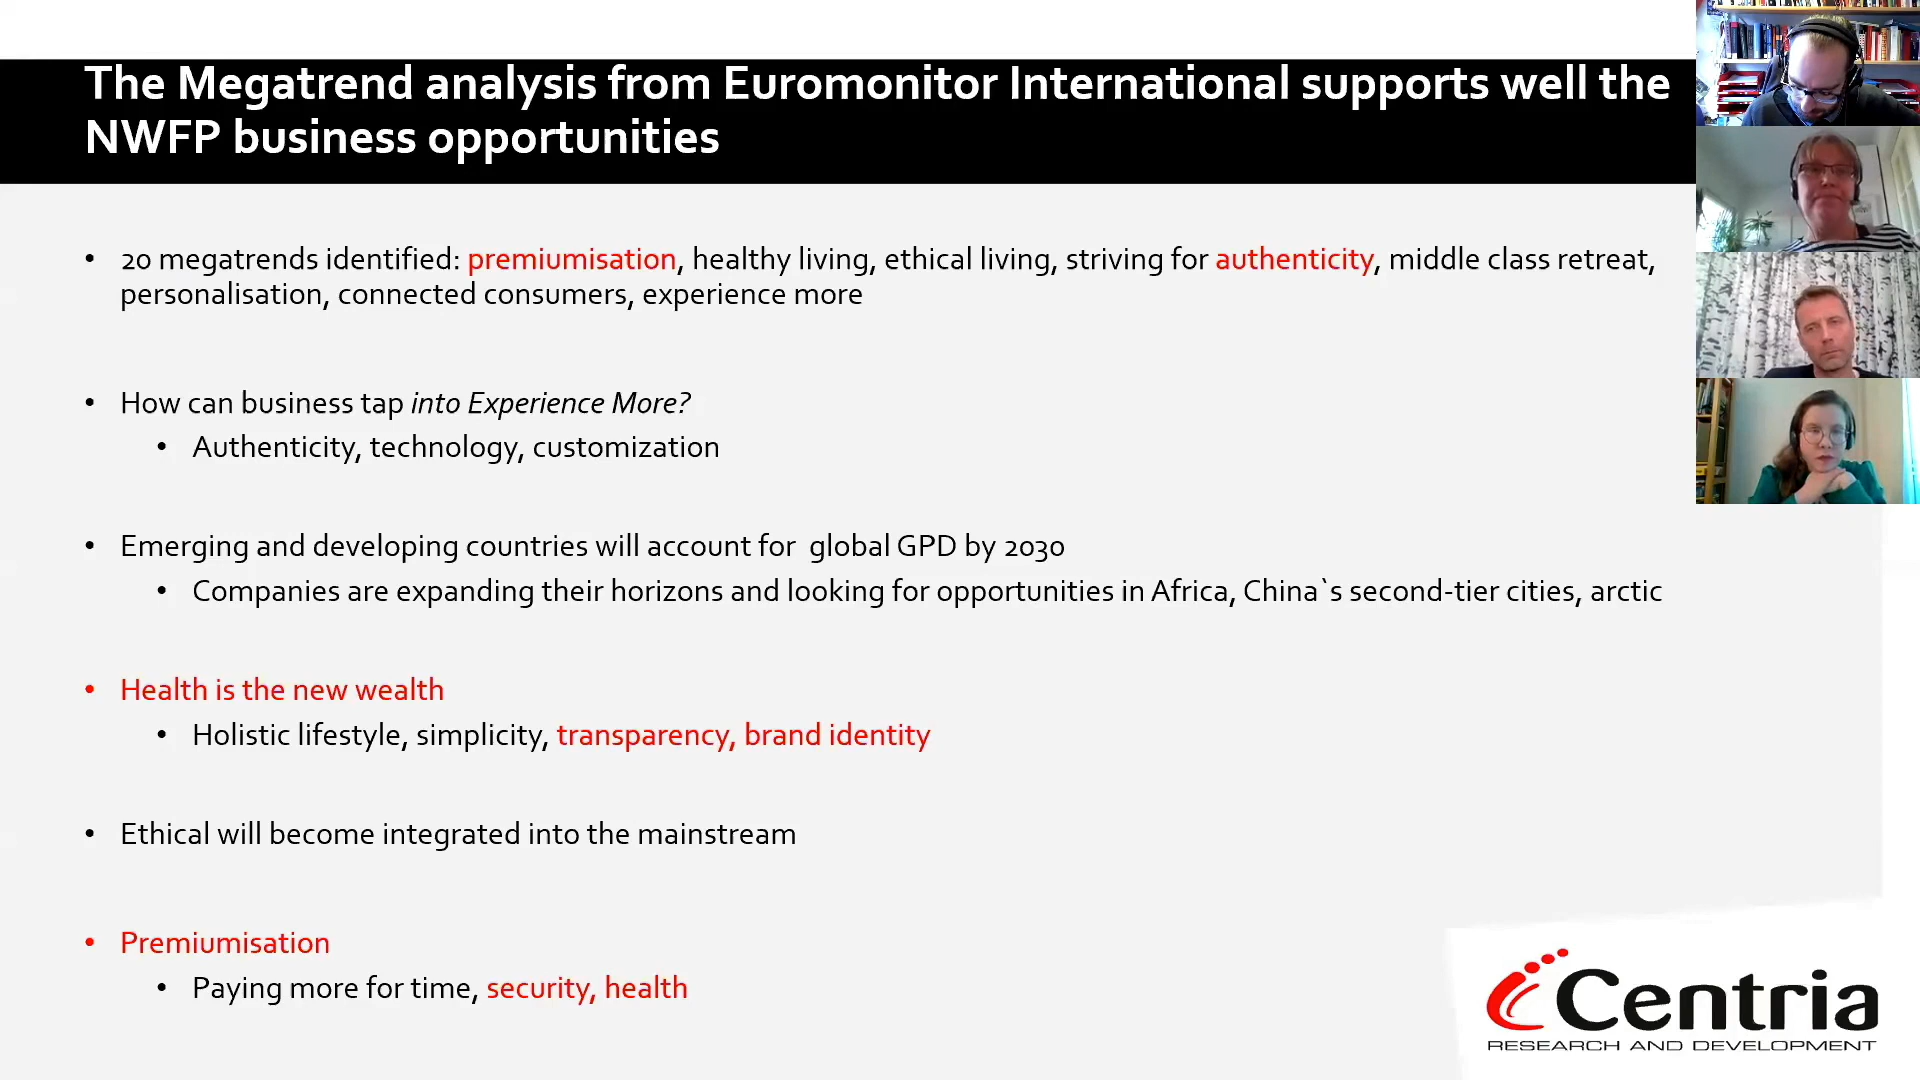 The Megatrend analysis from Euromonitor International supports well the
NWFP business opportunities
• 20 megatrends identified: premiumisation, healthy living, ethical living, striving for authenticity, middle class retreat,
personalisation, connected consumers, experience more
• How can business tap into Experience More?
• Authenticity, technology, customization
• Emerging and developing countries will account for  global GPD by 2030
• Companies are expanding their horizons and looking for opportunities in Africa, China`s second-tier cities, arctic
• Health is the new wealth
• Holistic lifestyle, simplicity, transparency, brand identity
• Ethical will become integrated into the mainstream
• Premiumisation
• Paying more for time, security, health
Centria
RESEARCH AND DEVELOPMENT